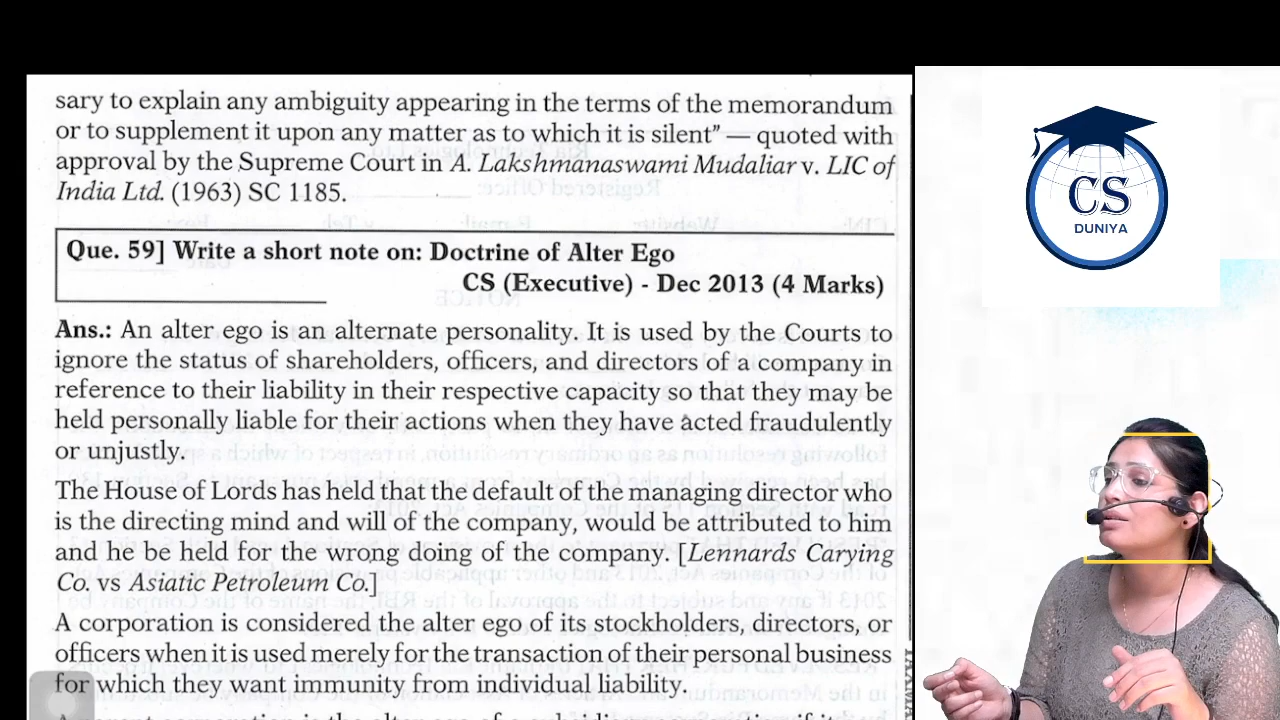 sary to explain any ambiguity appearing in the terms of the memorandum
or to supplement it upon any matter as to which it is silent” — quoted with
approval by the Supreme Court in A. Lakshmanaswami Mudaliar v. LIC of
India Ltd. (1963) SC 1185.
Que. 59] Write a short note on: Doctrine of Alter Ego
CS (Executive) - Dec 2013 (4 Marks)
Ans.: An alter ego is an alternate personality. It is used by the Courts to
ignore the status of shareholders, officers, and directors of a company in
reference to their liability in their respective capacity so that they may be
held personally liable for their actions when they have acted fraudulently
or unjustly.
The House of Lords has held that the default of the managing director who
is the directing mind and will of the company, would be attributed to him
and he be held for the wrong doing of the company. [Lennards Carying
Co. vs Asiatic Petroleum Co.]
A corporation is considered the alter ego of its stockholders, directors, or
officers when it is used merely for the transaction of their personal business
for which they want immunity from individual liability.
CS
DUNIYA